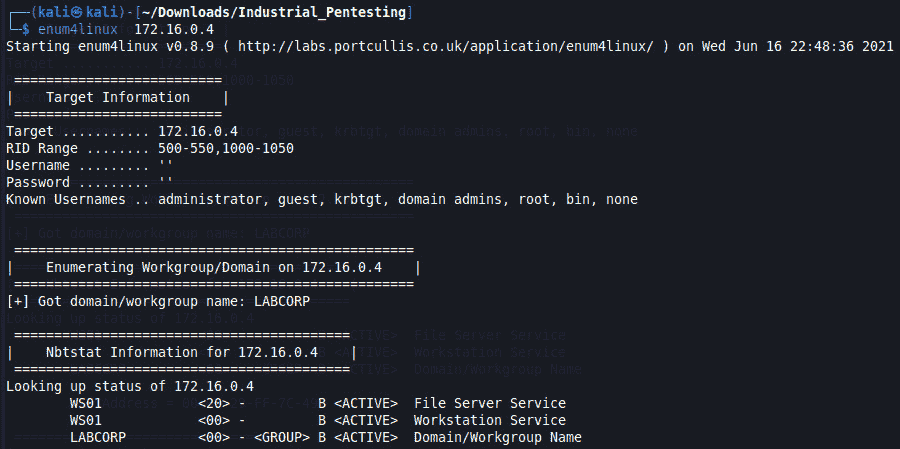 ┌──(kali㉿kali)-[~/Downloads/Industrial_Pentesting]
└─$ enum4linux  172.16.0.4
Starting enum4linux v0.8.9 ( http://labs.portcullis.co.uk/application/enum4linux/ ) on Wed Jun 16 22:48:36 2021
 ==========================
|    Target Information    |
 ==========================
Target ........... 172.16.0.4
RID Range ........ 500-550,1000-1050
Username ......... ''
Password ......... ''
Known Usernames .. administrator, guest, krbtgt, domain admins, root, bin, none
 ==================================================
|    Enumerating Workgroup/Domain on 172.16.0.4    |
 ==================================================
[+] Got domain/workgroup name: LABCORP
 ==========================================
|    Nbtstat Information for 172.16.0.4    |
 ==========================================
Looking up status of 172.16.0.4
        WS01            <20> -         B <ACTIVE>  File Server Service
        WS01            <00> -         B <ACTIVE>  Workstation Service
        LABCORP         <00> - <GROUP> B <ACTIVE>  Domain/Workgroup Name